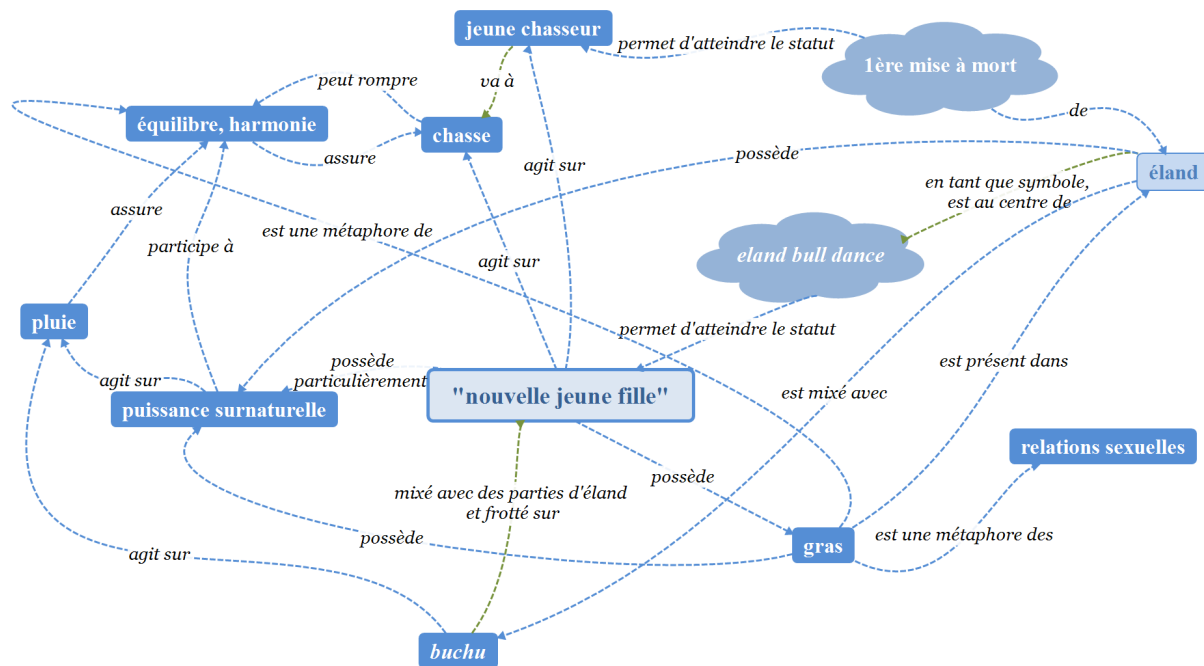 jeune chasseur
permet d'atteindre le statut
1ère mise à mort
peut rompre
va à
de
équilibre, harmonie
chasse
assure
agit sur
possède
éland
en tant que symbole,
est au centre de
assure
est une métaphore de
participe à
agit sur
eland bull dance
pluie
permet d'atteindre le statut
possède
particulièrement
est présent dans
agit sur
"nouvelle jeune fille"
est mixé avec
puissance surnaturelle
relations sexuelles
possède
mixé avec des parties d'éland
et frotté sur
possède
gras
est une métaphore des
agit sur
buchu